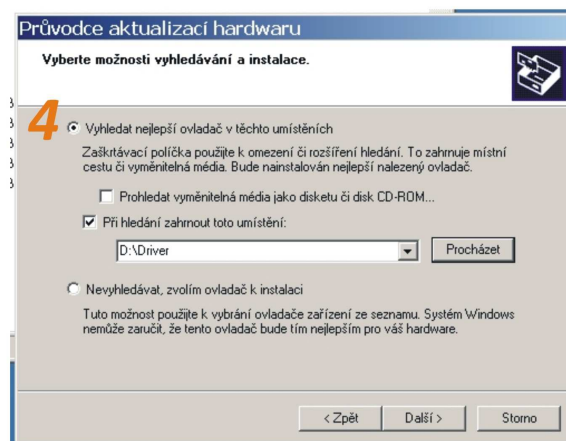 Průvodce aktualizací hardwaru
Vyberte možnosti vyhledávání a instalace.
4
Vyhledat nejlepší ovladač v těchto umístěních
Zaškrtávací políčka použijte k omezení či rozšíření hledání. To zahrnuje místní
cestu či vyměnitelná média. Bude nainstalován nejlepší nalezený ovladač.
Prohledat vyměnitelná média jako disketu či disk CD-ROM...
Při hledání zahrnout toto umístění:
D:\Driver
Procházet
Nevyhledávat, zvolím ovladač k instalaci
Tuto možnost použijte k vybrání ovladače zařízení ze seznamu. Systém Windows
nemůže zaručit, že tento ovladač bude tím nejlepším pro váš hardware.
< Zpět
Další >
Storno